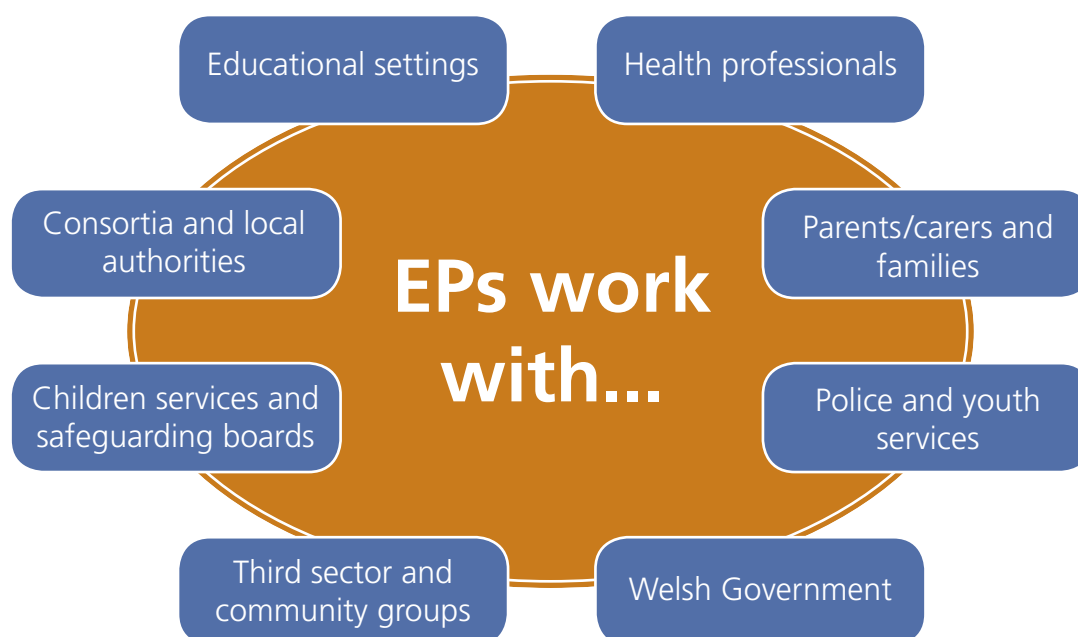 Educational settings
Health professionals
Consortia and local
authorities
Parents/carers and
families
EPs work
with...
Children services and
safeguarding boards
Police and youth
services
Third sector and
community groups
Welsh Government